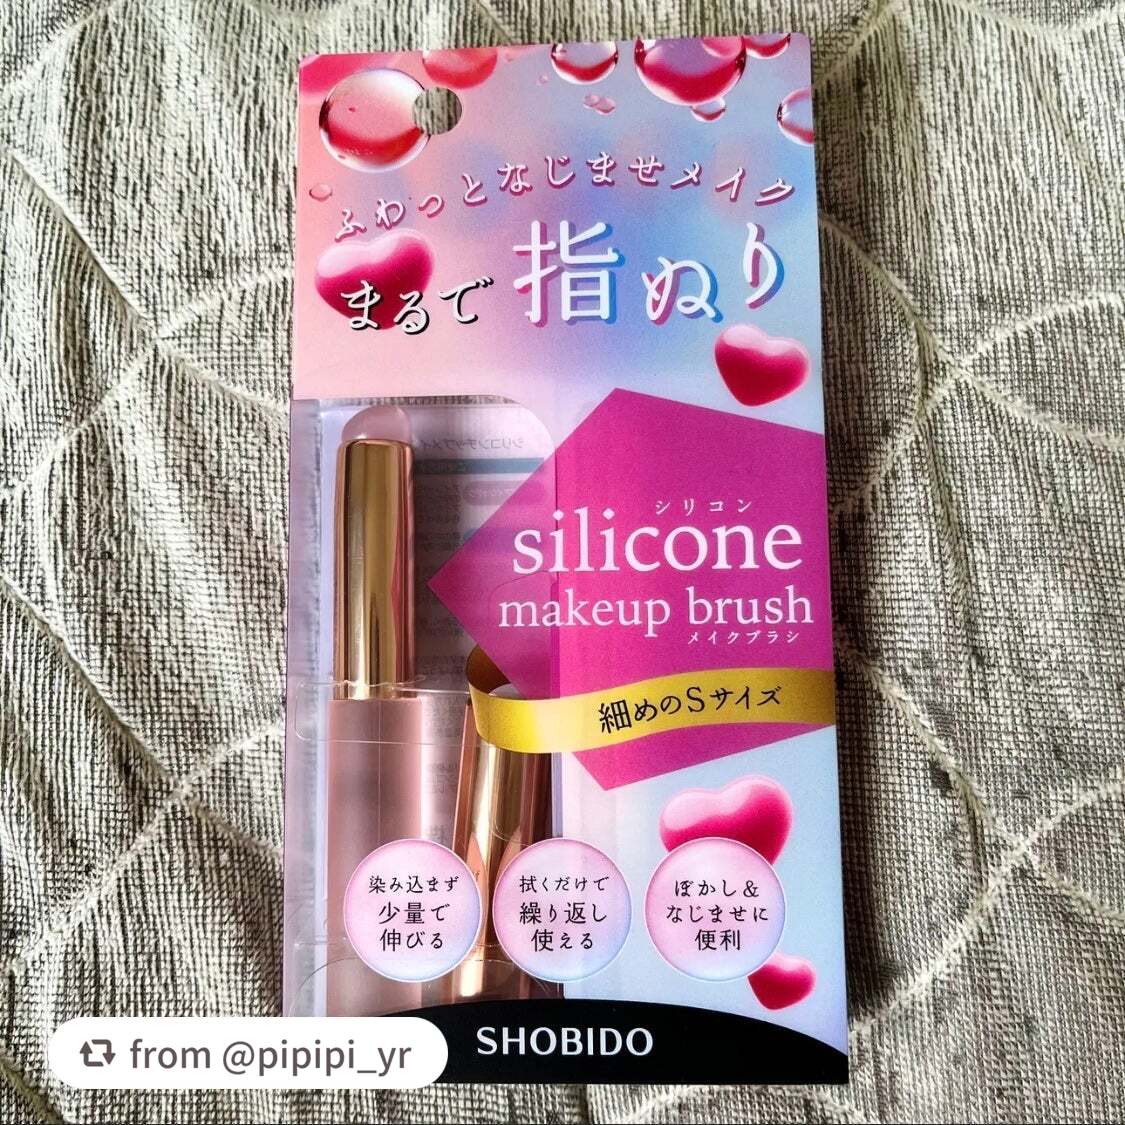 ふわっとなじませメイク
まるで指ぬり
シリコン
silicone
makeup brush
メイクブラシ
細めのSサイズ
染み込まず
少量で
伸びる
拭くだけで
繰り返し
使える
ぼかし&
なじませに
便利
SHOBIDO
from @pipipi_yr